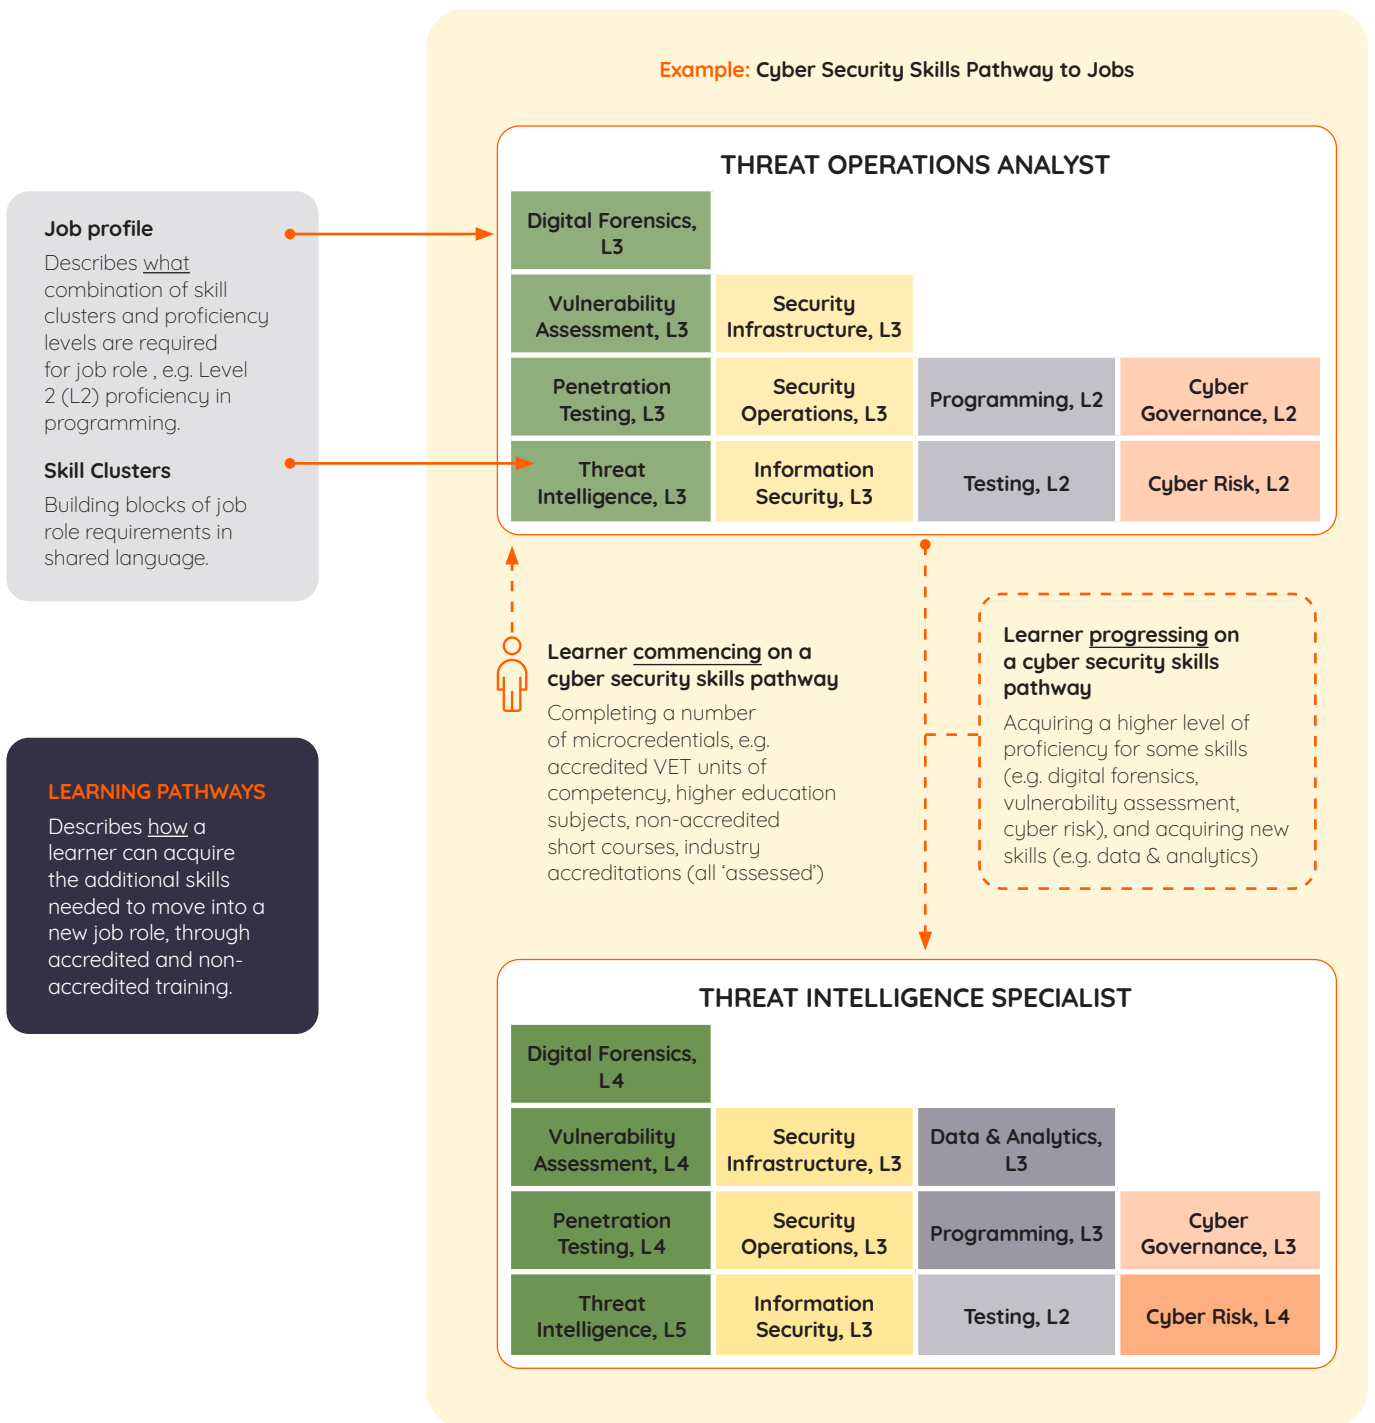 Example: Cyber Security Skills Pathway to Jobs
THREAT OPERATIONS ANALYST
Digital Forensics,
L3
Vulnerability
Assessment, L3
Security
Infrastructure, L3
Penetration
Testing, L3
Security
Operations, L3
Programming, L2
Cyber
Governance, L2
Threat
Intelligence, L3
Information
Security, L3
Testing, L2
Cyber Risk, L2
Job profile
Describes what
combination of skill
clusters and proficiency
levels are required
for job role , e.g. Level
2 (L2) proficiency in
programming.
Skill Clusters
Building blocks of job
role requirements in
shared language.
Learner commencing on a
cyber security skills pathway
Completing a number
of microcredentials, e.g.
accredited VET units of
competency, higher education
subjects, non-accredited
short courses, industry
accreditations (all ‘assessed’)
Learner progressing on
a cyber security skills
pathway
Acquiring a higher level of
proficiency for some skills
(e.g. digital forensics,
vulnerability assessment,
cyber risk), and acquiring new
skills (e.g. data & analytics)
LEARNING PATHWAYS
Describes how a
learner can acquire
the additional skills
needed to move into a
new job role, through
accredited and non-
accredited training.
THREAT INTELLIGENCE SPECIALIST
Digital Forensics,
L4
Vulnerability
Assessment, L4
Security
Infrastructure, L3
Data & Analytics,
L3
Penetration
Testing, L4
Security
Operations, L3
Programming, L3
Cyber
Governance, L3
Threat
Intelligence, L5
Information
Security, L3
Testing, L2
Cyber Risk, L4